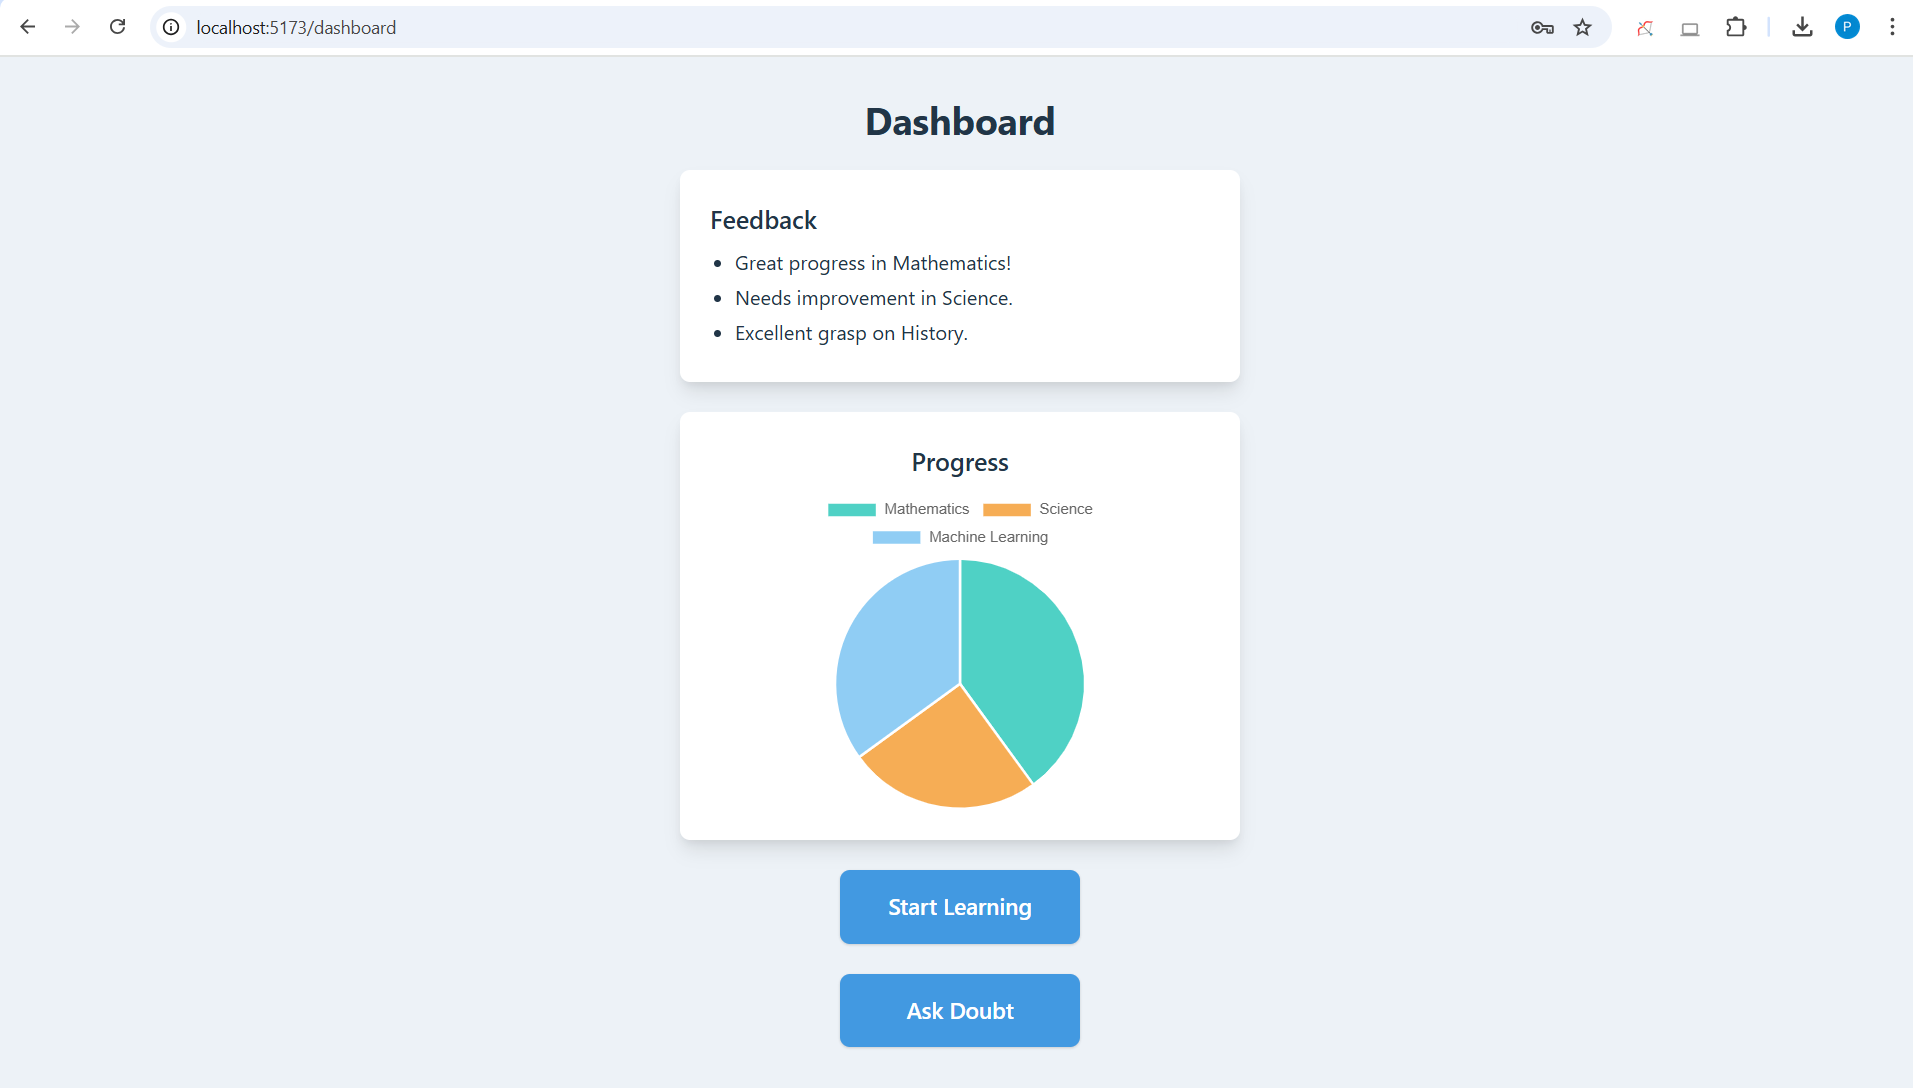 localhost:5173/dashboard
P
Dashboard
Feedback
Great progress in Mathematics!
Needs improvement in Science.
Excellent grasp on History.
Progress
Mathematics Science
Machine Learning
Start Learning
Ask Doubt